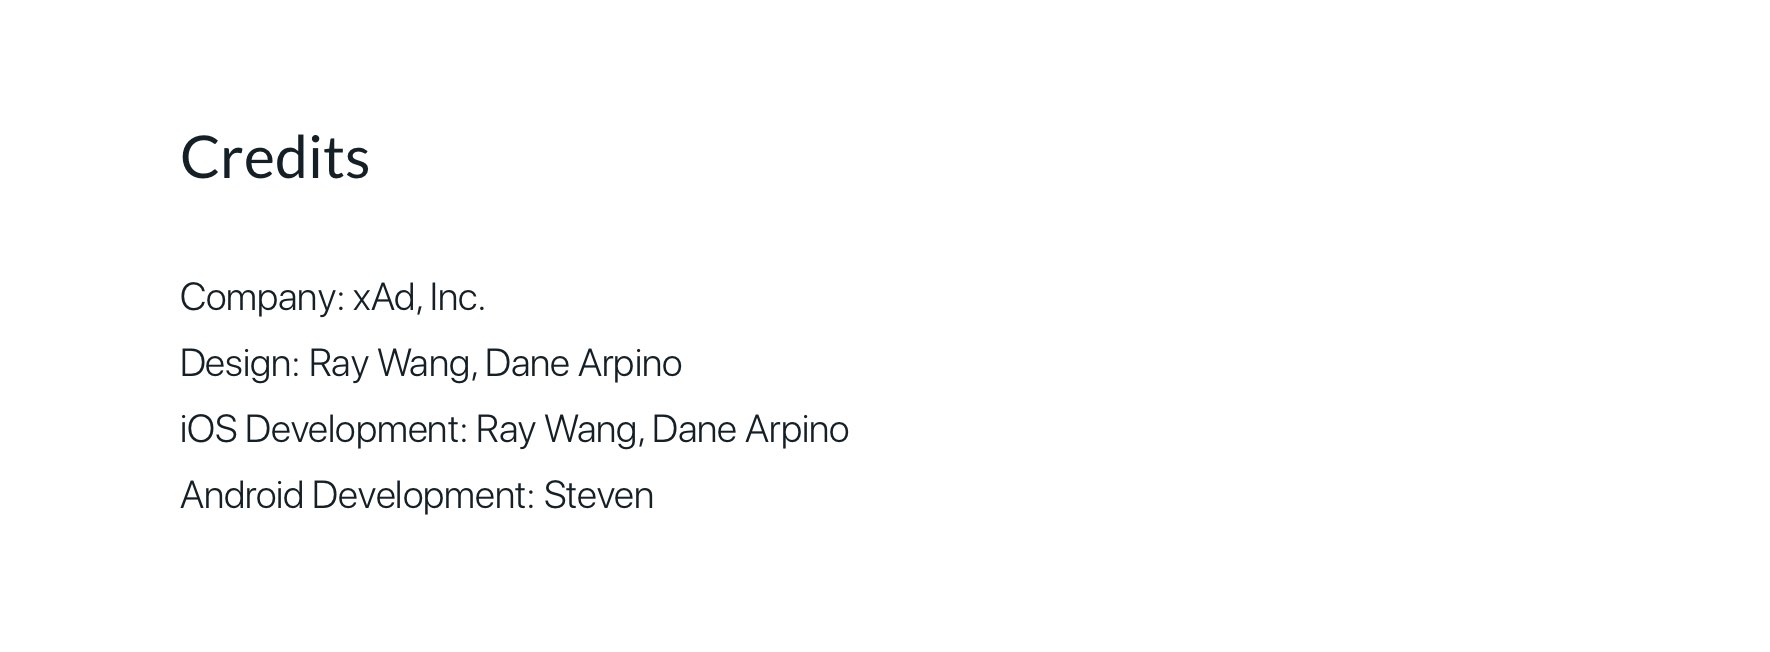 Credits
Company: xAd, Inc.
Design: Ray Wang, Dane Arpino
iOS Development: Ray Wang, Dane Arpino
Android Development: Steven